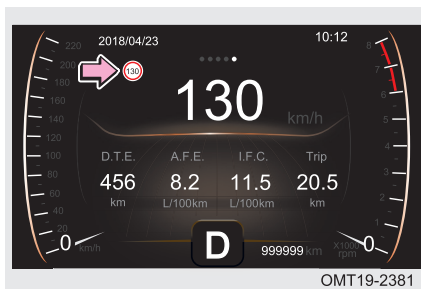 2018/04/23
10:12
130
130
km/h
D.T.E. A.F.E. I.F.C. Trip
456 8.2 11.5 20.5
km L/100km L/100km km
D
999999 km
220
200
180
160
140
120
100
80
60
40
20
0 km/h
8
7
6
5
4
3
2
1
0
X1000
rpm
OMT19-2381